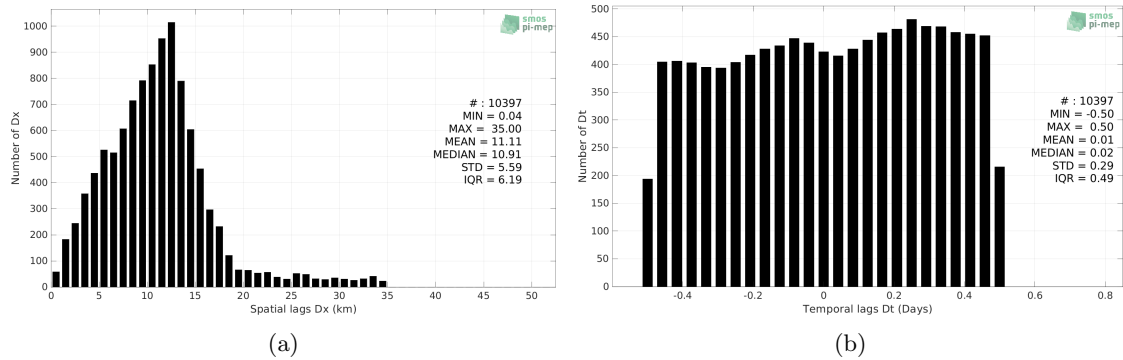 smos
pi-mep
1000
900
800
700
600
500
400
300
200
100
0
Number of Dx
# : 10397
MIN = 0.04
MAX = 35.00
MEAN = 11.11
MEDIAN = 10.91
STD = 5.59
IQR = 6.19
0 5 10 15 20 25 30 35 40 45 50
Spatial lags Dx (km)
(a)
smos
pi-mep
500
450
400
350
300
250
200
150
100
50
0
Number of Dt
# : 10397
MIN = -0.50
MAX = 0.50
MEAN = 0.01
MEDIAN = 0.02
STD = 0.29
IQR = 0.49
-0.4 -0.2 0 0.2 0.4 0.6 0.8
Temporal lags Dt (Days)
(b)